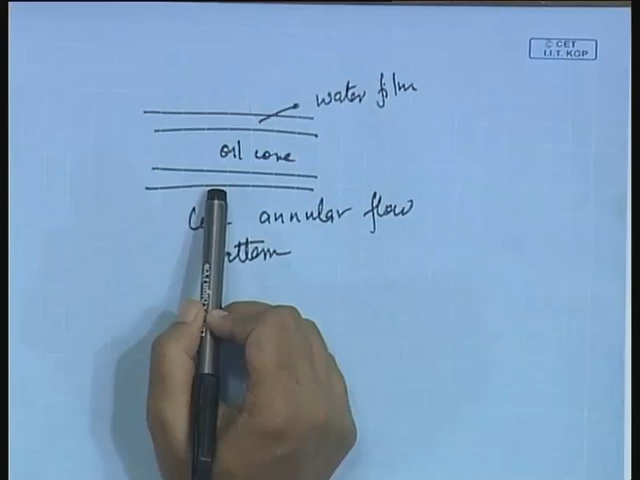 © CET
I.I.T. KGP
water film
oil core
annular flow